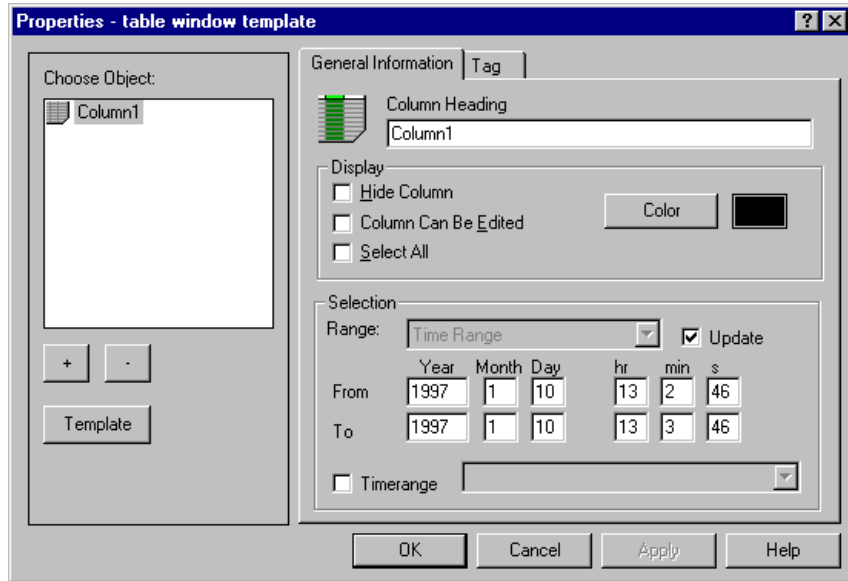 Properties - table window template
Choose Object:
Column1
+ -
Template
General Information Tag
Column Heading
Column1
Display
Hide Column
Column Can Be Edited
Select All
Color
Selection
Range: Time Range Update
Year Month Day hr min s
From 1997 1 10 13 2 46
To 1997 1 10 13 3 46
Timerange
OK Cancel Apply Help